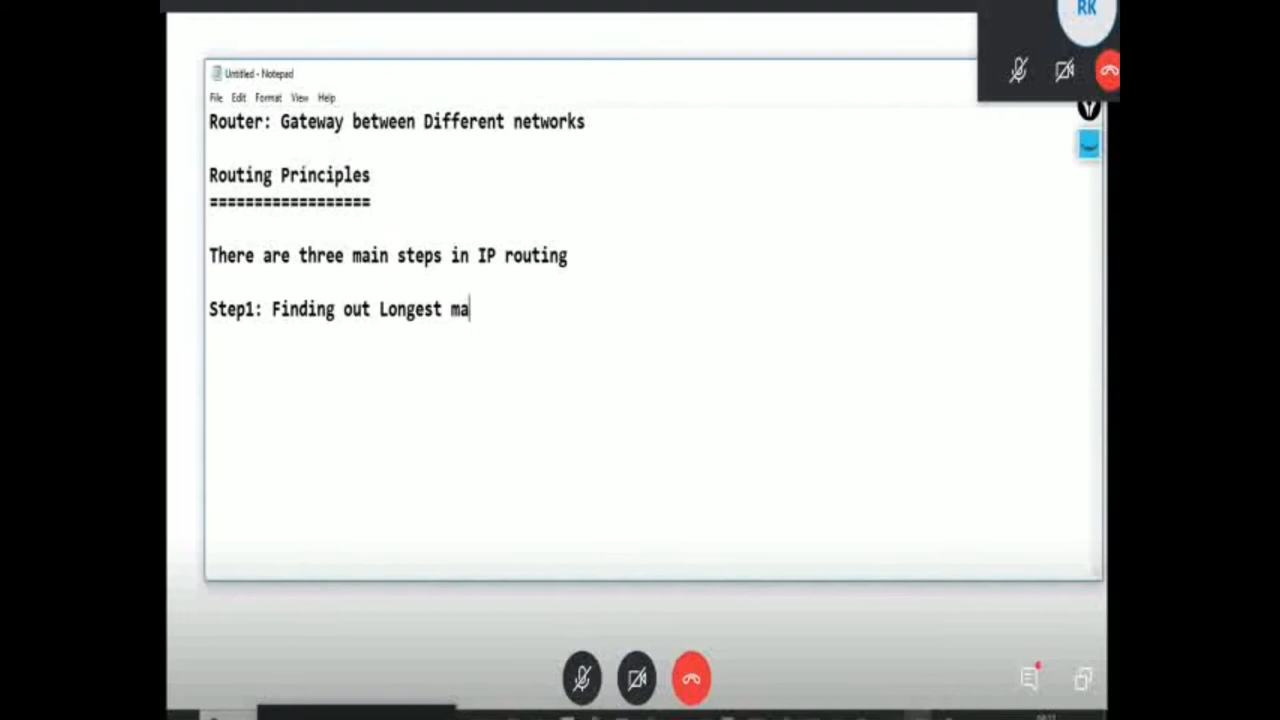 RK
Untitled - Notepad
File Edit Format View Help
Router: Gateway between Different networks
Routing Principles
==================
There are three main steps in IP routing
Step1: Finding out Longest ma